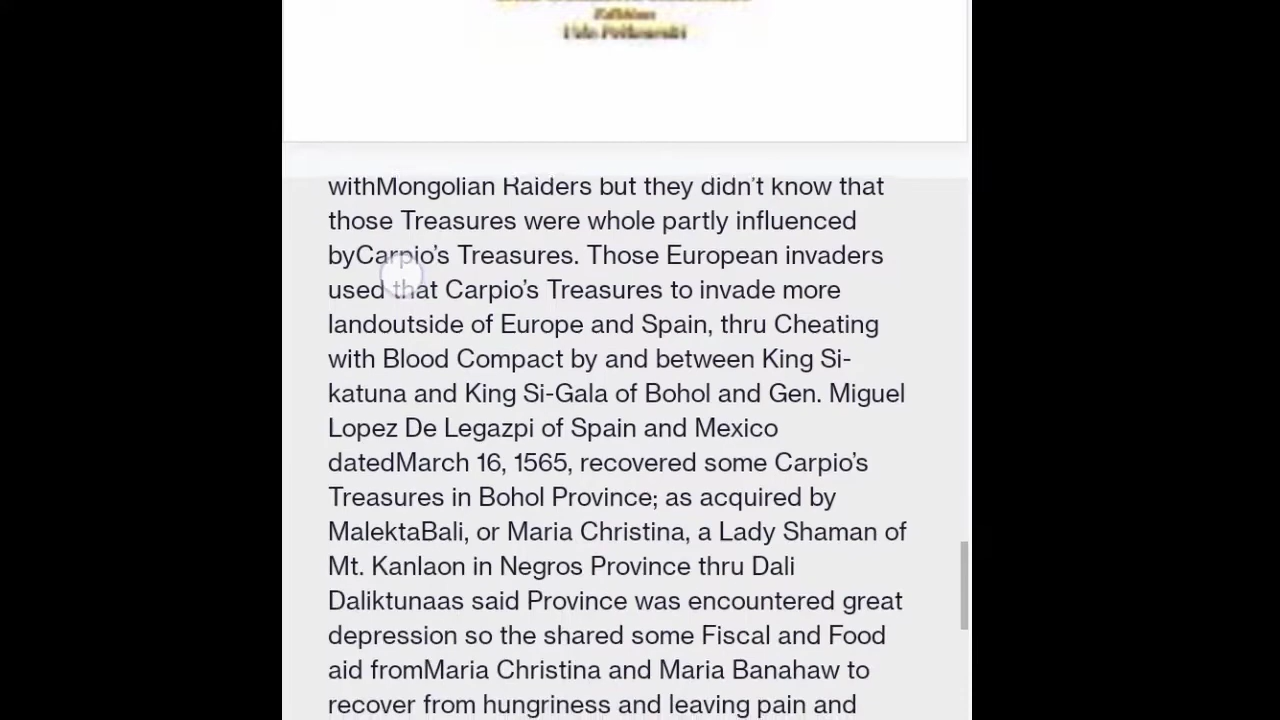 Edition
withMongolian Raiders but they didn't know that
those Treasures were whole partly influenced
byCarpio's Treasures. Those European invaders
used that Carpio's Treasures to invade more
landoutside of Europe and Spain, thru Cheating
with Blood Compact by and between King Si-
katuna and King Si-Gala of Bohol and Gen. Miguel
Lopez De Legazpi of Spain and Mexico
datedMarch 16, 1565, recovered some Carpio's
Treasures in Bohol Province; as acquired by
MalektaBali, or Maria Christina, a Lady Shaman of
Mt. Kanlaon in Negros Province thru Dali
Daliktunaas said Province was encountered great
depression so the shared some Fiscal and Food
aid fromMaria Christina and Maria Banahaw to
recover from hungriness and leaving pain and